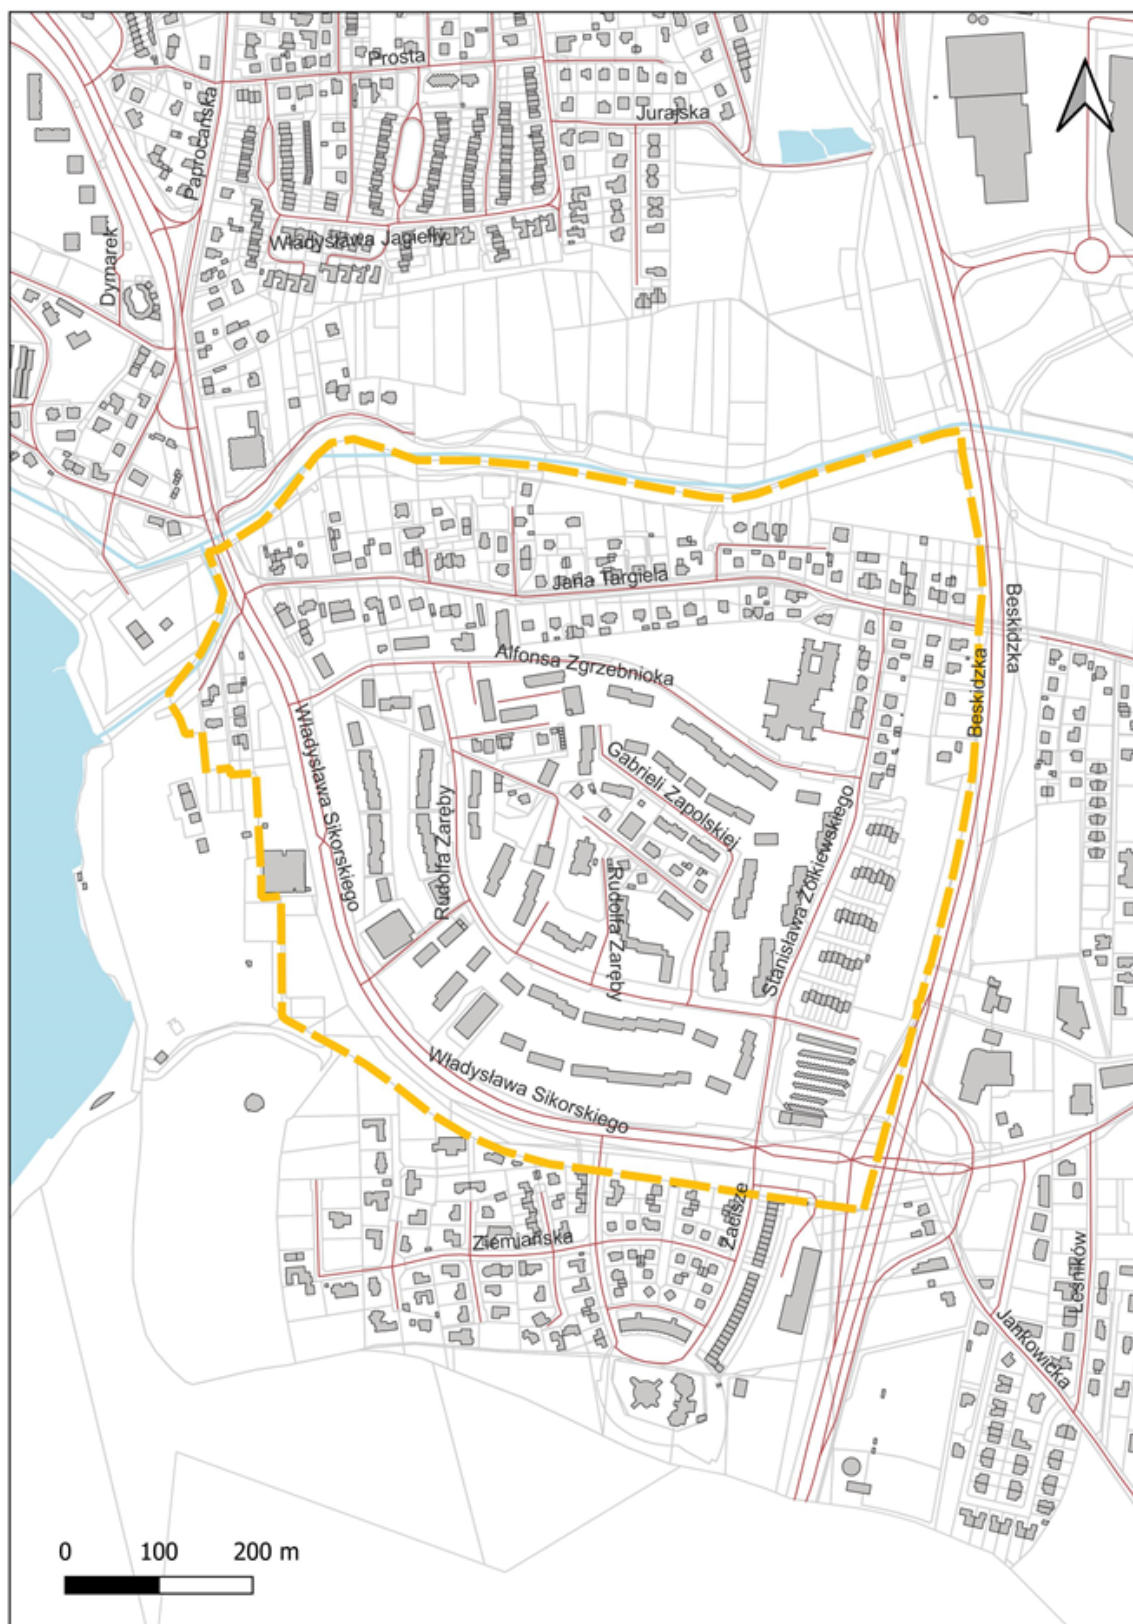 Prosta
Jurajska
Paprocańska
Władysława Jagiełły
Dymarek
Jana Targiela
Beskidzka
Alfonsa Zgrzebnioka
Beskidzka
Władysława Sikorskiego
Gabrieli Zapolskiej
Rudolfa Zaręby
Stanisława Żółkiewskiego
Rudolfa Zaręby
Władysława Sikorskiego
Zacisze
Ziemiańska
Leśników
Jankowicka
0 100 200 m